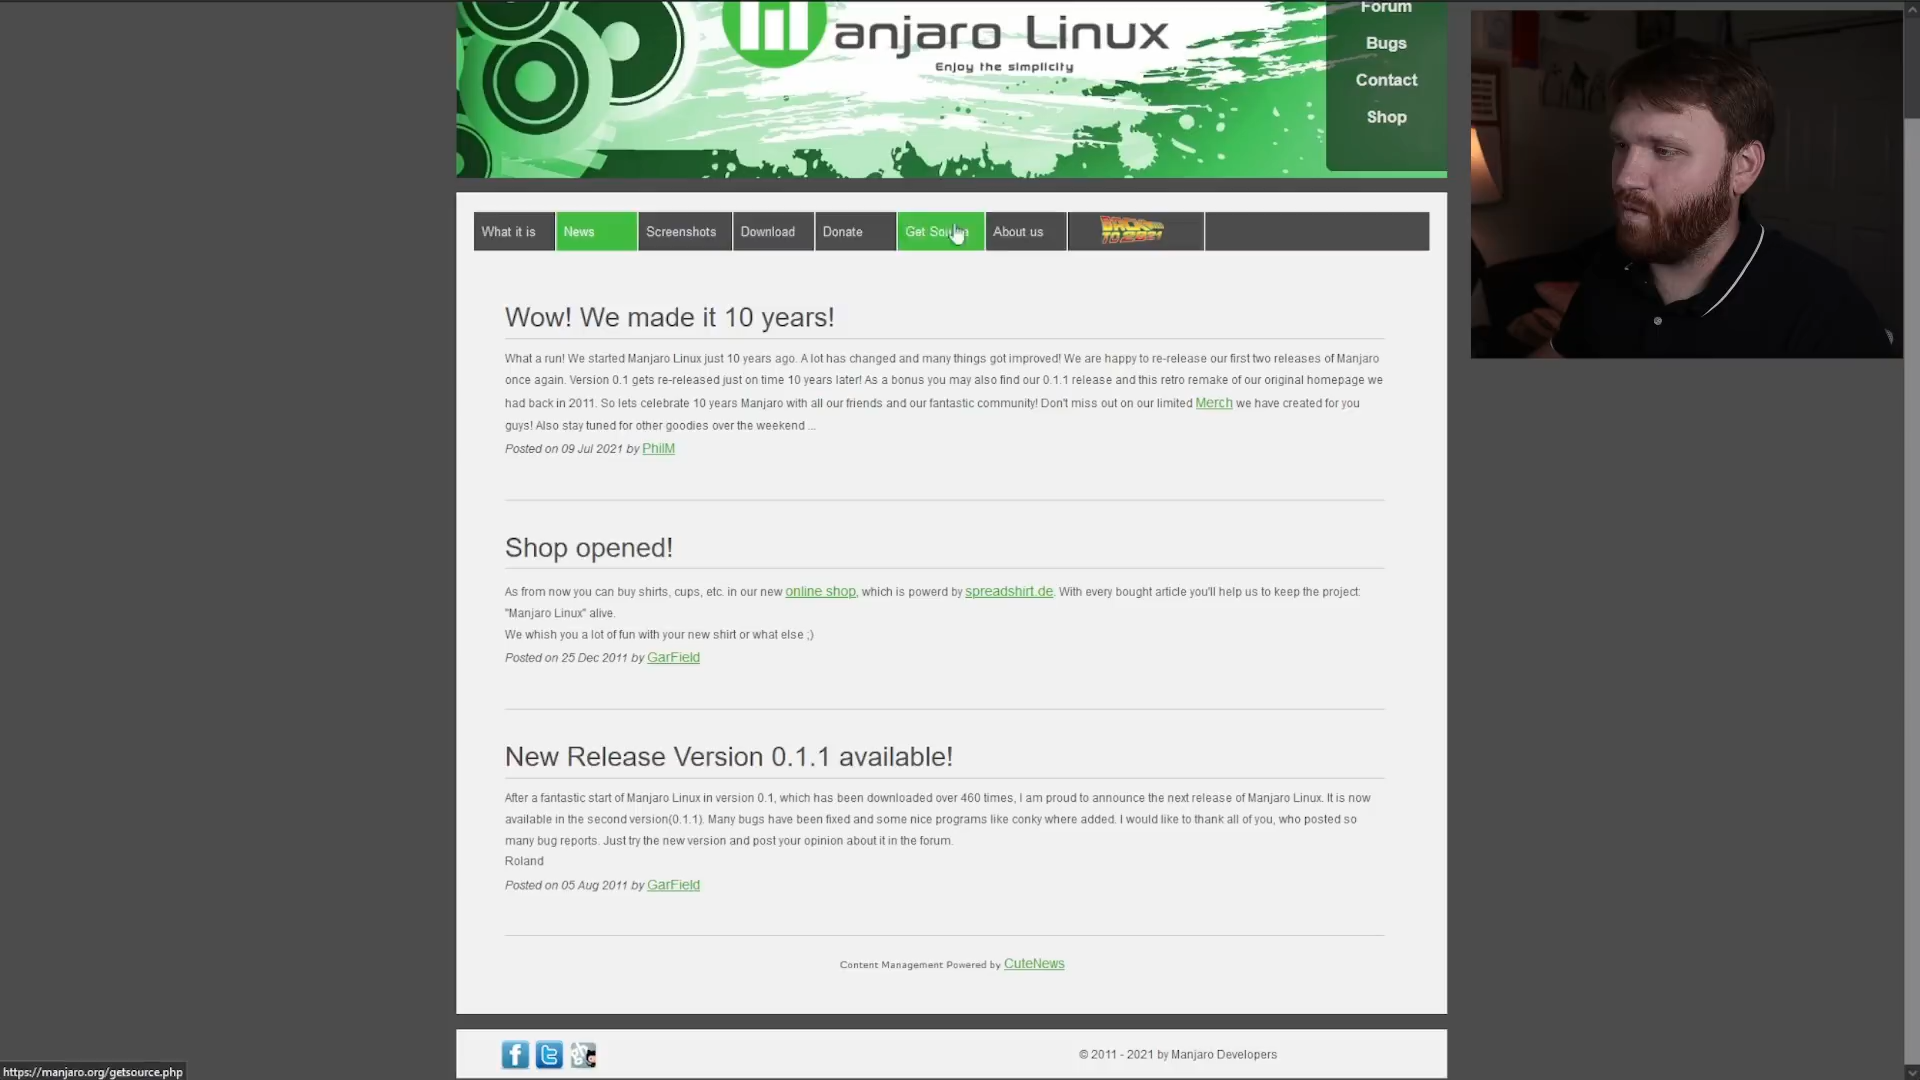 Forum
anjaro Linux
Enjoy the simplicity
Bugs
Contact
Shop
What it is
News
Screenshots
Download
Donate
Get
About us
BACK
TO 2021
Wow! We made it 10 years!
What a run! We started Manjaro Linux just 10 years ago. A lot has changed and many things got improved! We are happy to re-release our first two releases of Manjaro
once again. Version 0.1 gets re-released just on time 10 years later! As a bonus you may also find our 0.1.1 release and this retro remake of our original homepage we
had back in 2011. So lets celebrate 10 years Manjaro with all our friends and our fantastic community! Don't miss out on our limited Merch we have created for you
guys! Also stay tuned for other goodies over the weekend ...
Posted on 09 Jul 2021 by PhilM
Shop opened!
As from now you can buy shirts, cups, etc. in our new online shop, which is powerd by spreadshirt.de. With every bought article you'll help us to keep the project:
"Manjaro Linux" alive.
We whish you a lot of fun with your new shirt or what else ;)
Posted on 25 Dec 2011 by GarField
New Release Version 0.1.1 available!
After a fantastic start of Manjaro Linux in version 0.1, which has been downloaded over 460 times, I am proud to announce the next release of Manjaro Linux. It is now
available in the second version(0.1.1). Many bugs have been fixed and some nice programs like conky where added. I would like to thank all of you, who posted so
many bug reports. Just try the new version and post your opinion about it in the forum.
Roland
Posted on 05 Aug 2011 by GarField
Content Management Powered by CuteNews
© 2011 - 2021 by Manjaro Developers
https://manjaro.org/getsource.php